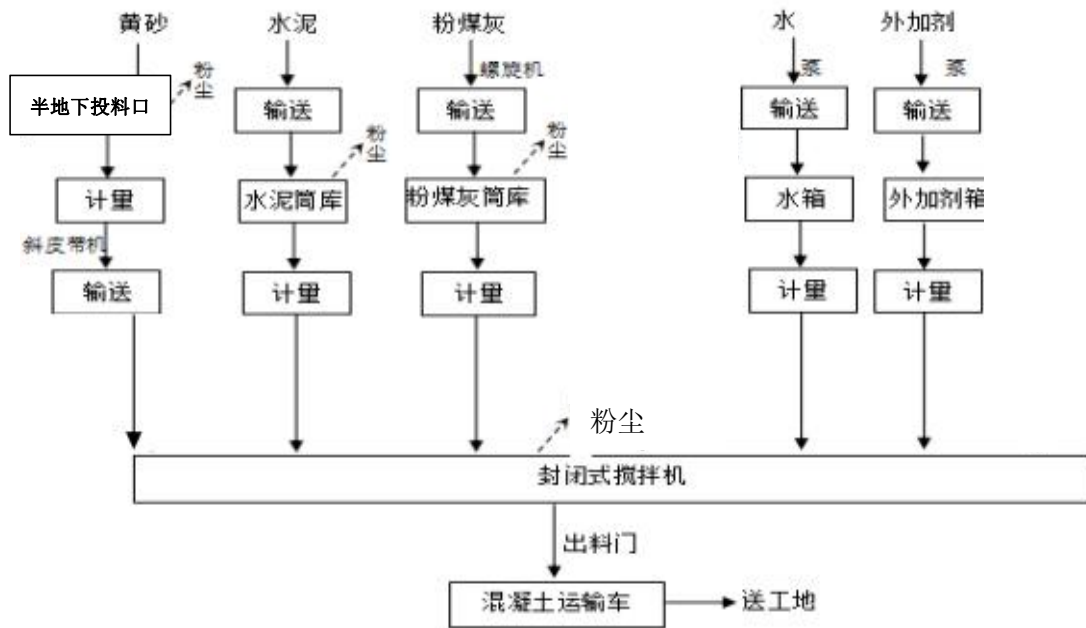 黄砂
水泥
粉煤灰
水
外加剂
粉尘
螺旋机
泵
泵
半地下投料口
输送
输送
输送
输送
粉尘
粉尘
计量
水泥筒库
粉煤灰筒库
水箱
外加剂箱
斜皮带机
输送
计量
计量
计量
计量
粉尘
封闭式搅拌机
出料门
混凝土运输车
送工地